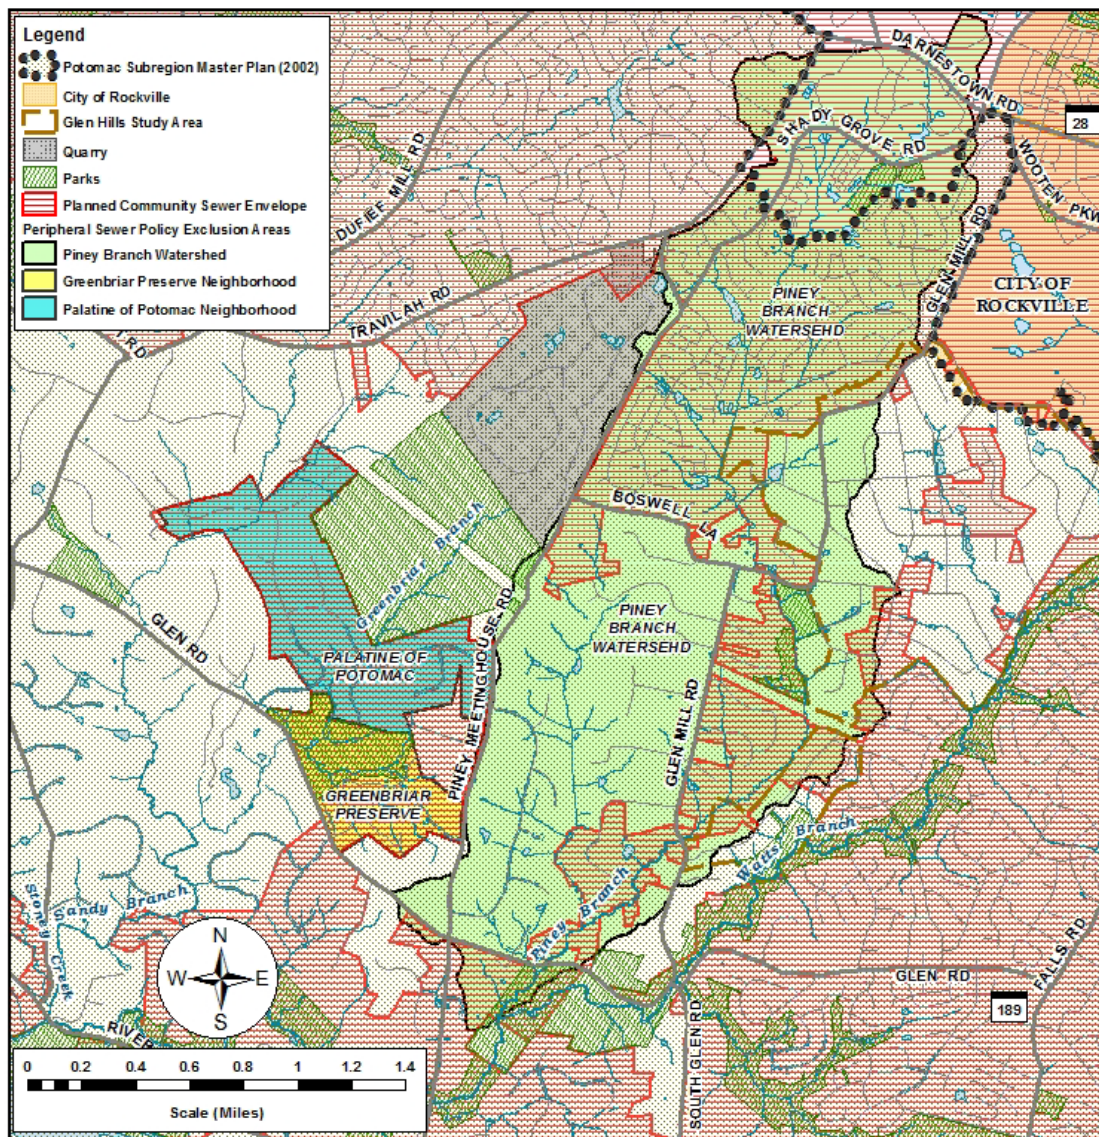 Legend
Potomac Subregion Master Plan (2002)
City of Rockville
Glen Hills Study Area
Quarry
Parks
Planned Community Sewer Envelope
Peripheral Sewer Policy Exclusion Areas
Piney Branch Watershed
Greenbriar Preserve Neighborhood
Palatine of Potomac Neighborhood
DARNESTOWN RD
28
SHADY GROVE RD
WOOTEN PKW
DUFIEF MILL RD
GLEN MILL RD
CITY OF
ROCKVILLE
PINEY
BRANCH
WATERSEHD
TRAVILAH RD
RD
BOSWELL LA
Greenbriar Branch
PINEY MEETINGHOUSE RD
PINEY
BRANCH
WATERSEHD
GLEN RD
PALATINE OF
POTOMAC
GLEN MILL RD
GREENBRIAR
PRESERVE
Watts Branch
Piney Branch
Sandy Branch
Stoney Creek
N
W E
S
GLEN RD
FALLS RD
189
RIVER
SOUTH GLEN RD
0 0.2 0.4 0.6 0.8 1 1.2 1.4
Scale (Miles)